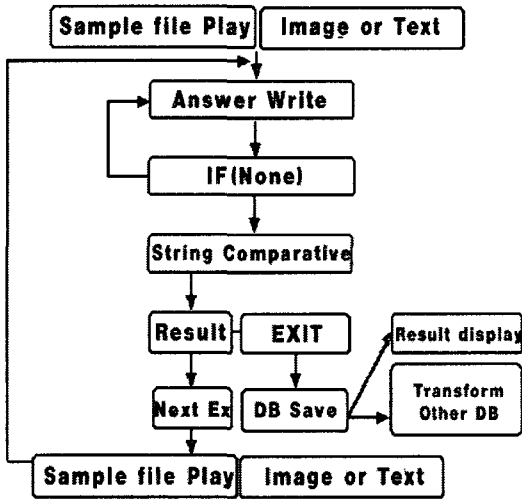 Sample file Play Image or Text
Answer Write
IF(None)
String Comparative
Result EXIT
Result display
Next Ex DB Save
Transform
Other DB
Sample file Play Image or Text